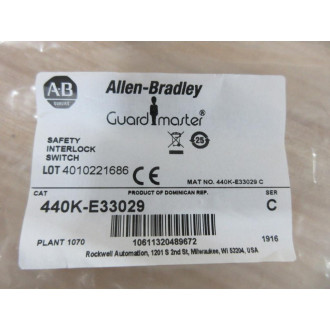 A-B
Allen-Bradley
Guardmaster®
25
SAFETY
INTERLOCK
SWITCH
LOT 4010221686
CE
MAT NO. 440K-E33029 C
CAT
PRODUCT OF DOMINICAN REP.
SER
440K-E33029
C
PLANT 1070
10611320489672
1916
Rockwell Automation, 1201 S 2nd St, Milwaukee, WI 53204, USA